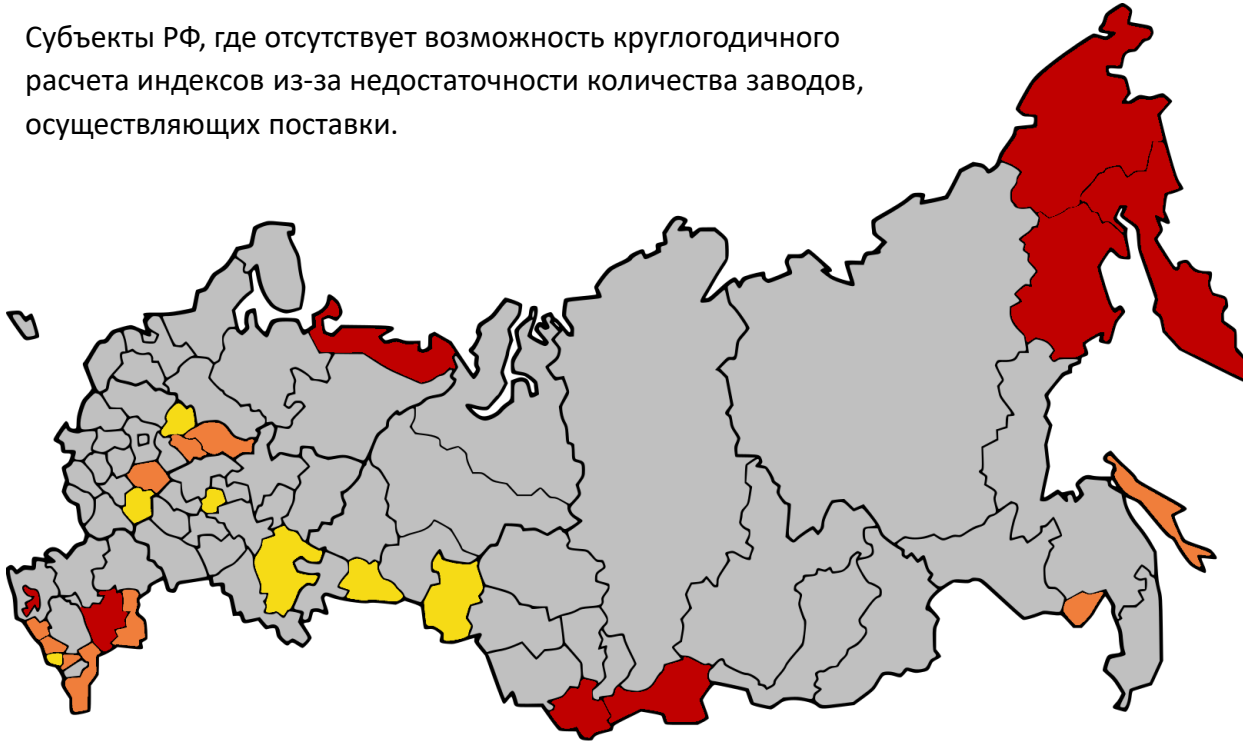 Субъекты РФ, где отсутствует возможность круглогодичного
расчета индексов из-за недостаточности количества заводов,
осуществляющих поставки.